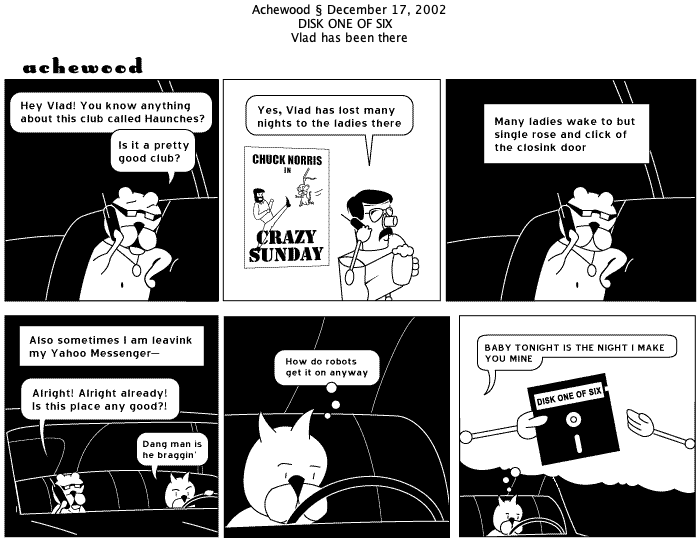 Achewood § December 17, 2002
DISK ONE OF SIX
Vlad has been there
achewood
Hey Vlad! You know anything
about this club called Haunches?
Is it a pretty
good club?
Yes, Vlad has lost many
nights to the ladies there
CHUCK NORRIS
IN
CRAZY
SUNDAY
Many ladies wake to but
single rose and click of
the closink door
Also sometimes I am leavink
my Yahoo Messenger—
Alright! Alright already!
Is this place any good?!
Dang man is
he braggin'
How do robots
get it on anyway
BABY TONIGHT IS THE NIGHT I MAKE
YOU MINE
DISK ONE OF SIX